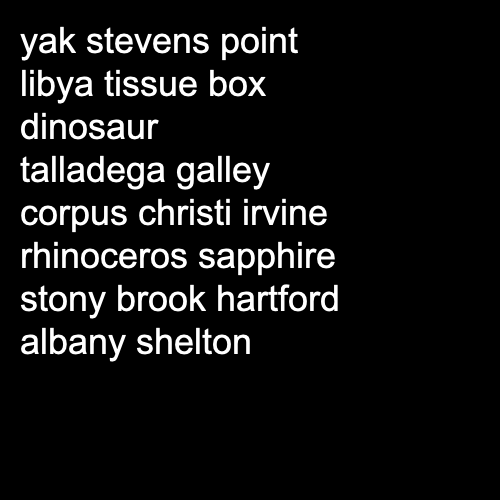 yak stevens point
libya tissue box
dinosaur
talladega galley
corpus christi irvine
rhinoceros sapphire
stony brook hartford
albany shelton